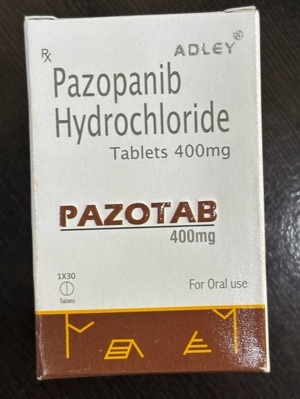 Rx ADLEY®
Pazopanib
Hydrochloride
Tablets 400mg
PAZOTAB
400mg
1X30
Tablets
For Oral use